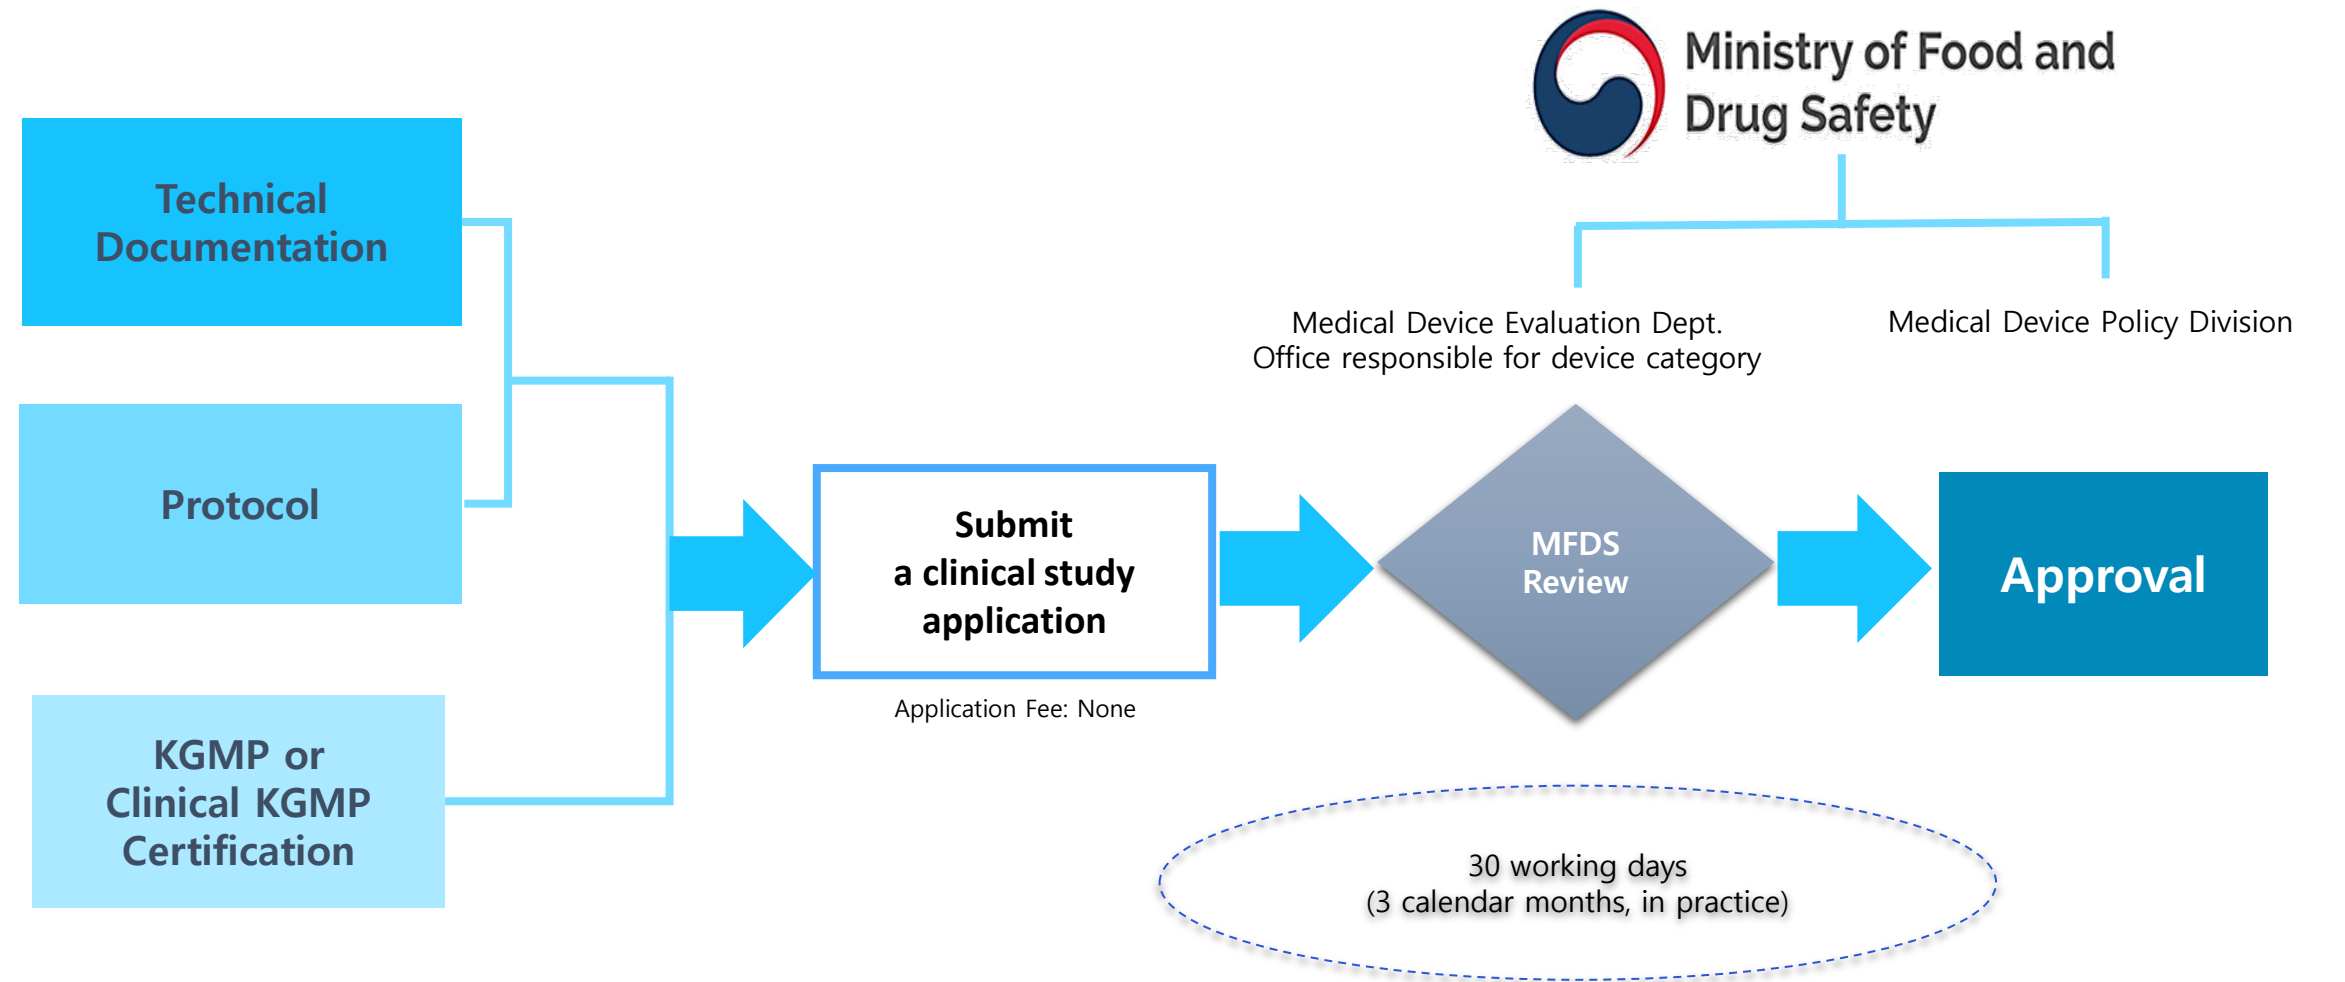 Ministry of Food and
Drug Safety
Technical
Documentation
Medical Device Evaluation Dept.
Office responsible for device category
Medical Device Policy Division
Protocol
Submit
a clinical study
application
MFDS
Review
Approval
Application Fee: None
KGMP or
Clinical KGMP
Certification
30 working days
(3 calendar months, in practice)